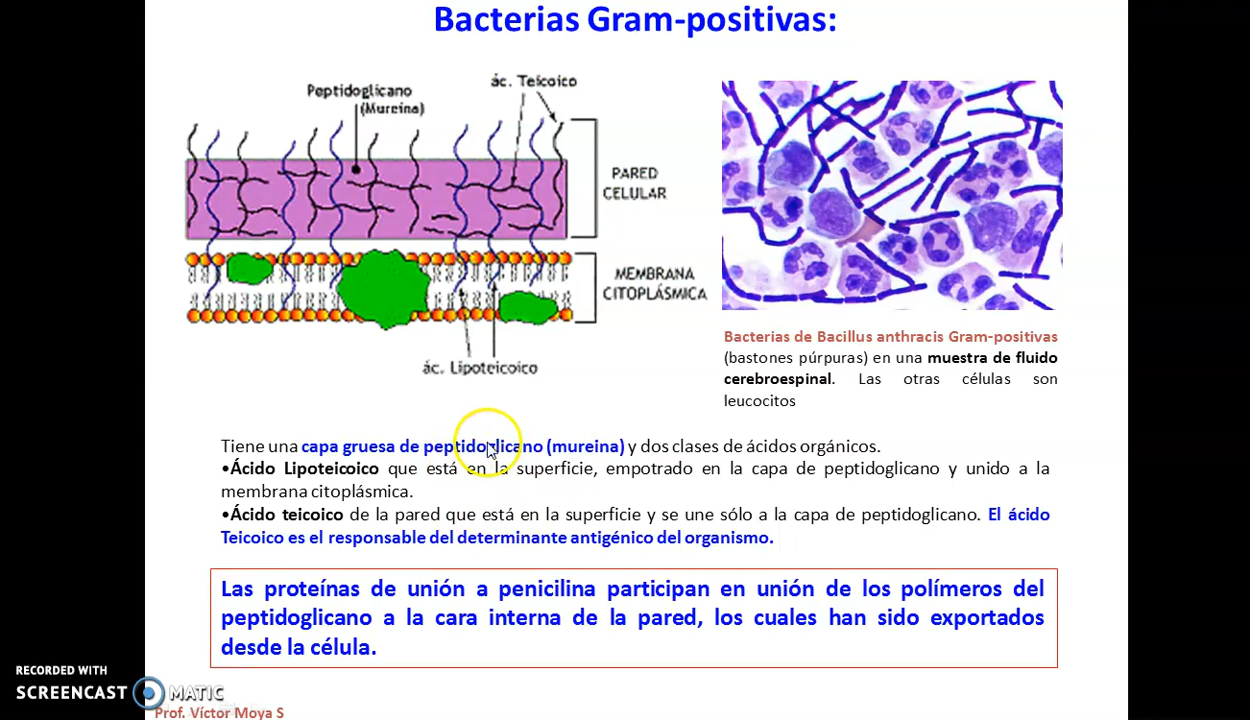 Bacterias Gram-positivas:
Peptidoglicano
(Mureina)
ác. Teicoico
PARED
CELULAR
MEMBRANA
CITOPLÁSMICA
ác. Lipoteicoico
Bacterias de Bacillus anthracis Gram-positivas
(bastones púrpuras) en una muestra de fluido
cerebroespinal. Las otras células son
leucocitos
Tiene una capa gruesa de peptidoglicano (mureina) y dos clases de ácidos orgánicos.
•Ácido Lipoteicoico que está en la superficie, empotrado en la capa de peptidoglicano y unido a la
membrana citoplásmica.
•Ácido teicoico de la pared que está en la superficie y se une sólo a la capa de peptidoglicano. El ácido
Teicoico es el responsable del determinante antigénico del organismo.
Las proteínas de unión a penicilina participan en unión de los polímeros del
peptidoglicano a la cara interna de la pared, los cuales han sido exportados
desde la célula.
RECORDED WITH
SCREENCAST MATIC
Prof. Víctor Moya S